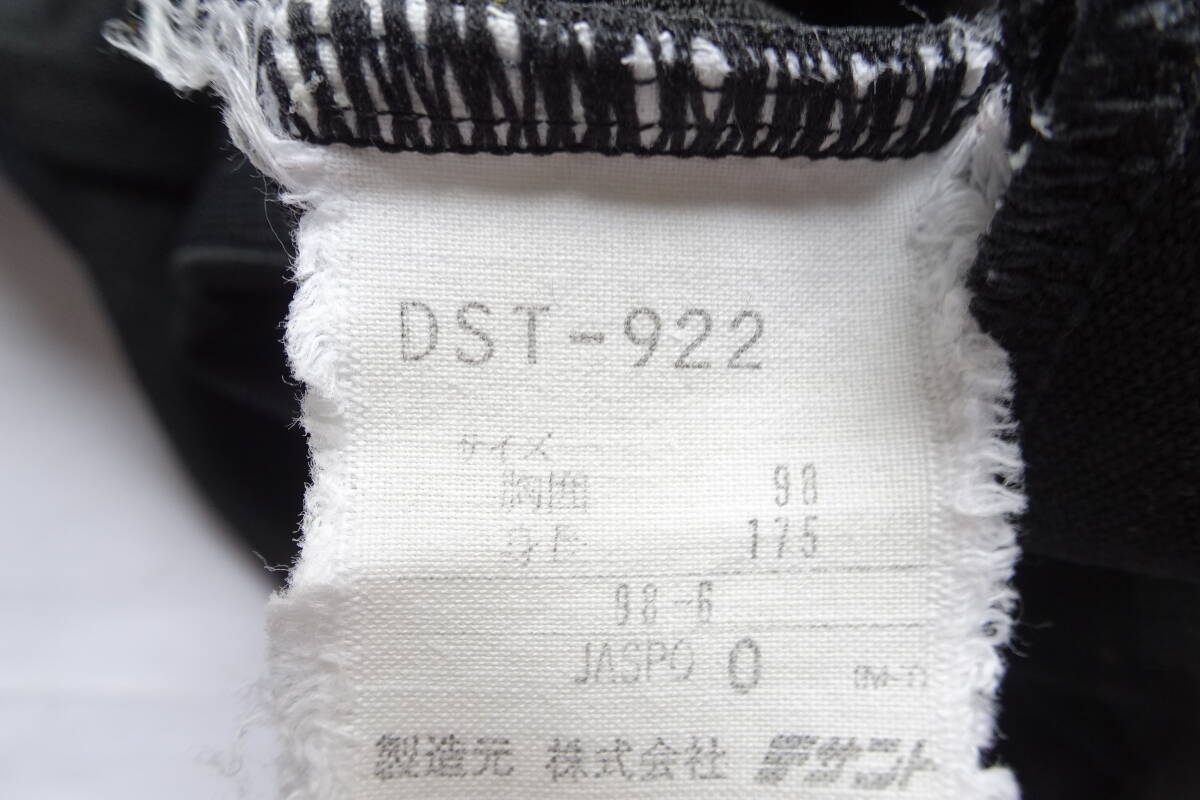 DST-922
サイズ
胸囲 98
身長 175
98-6
JASPO O
製造元 株式会社 デサント